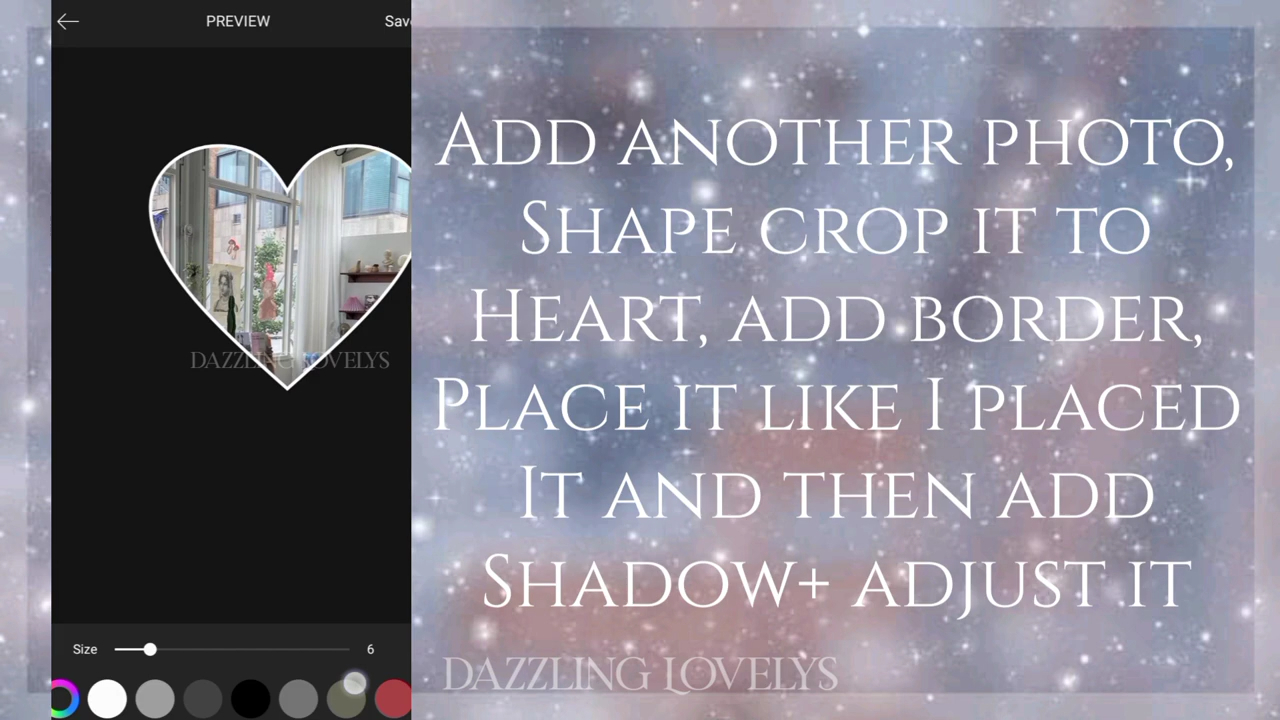 PREVIEW
Sav
DAZZLING LOVELYS
Size
6
ADD ANOTHER PHOTO,
SHAPE CROP IT TO
HEART, ADD BORDER,
PLACE IT LIKE I PLACED
IT AND THEN ADD
SHADOW+ ADJUST IT
DAZZLING LOVELYS